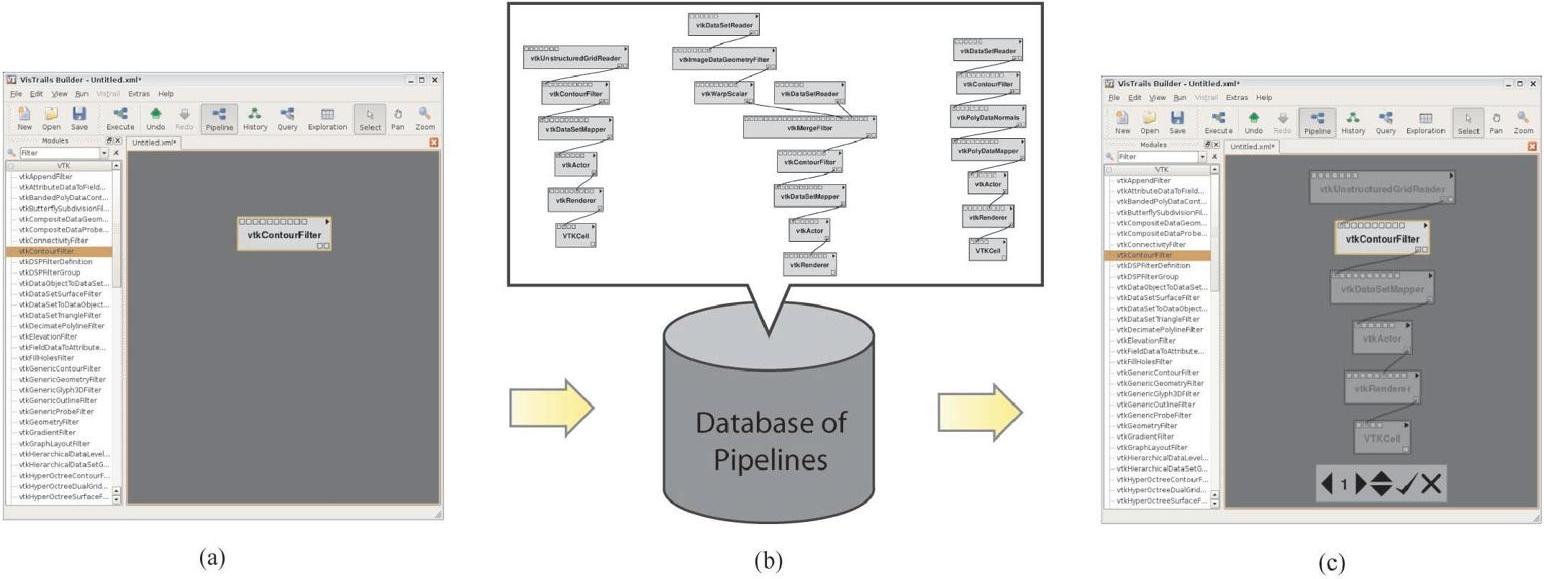 VisTrails Builder - Untitled.xml*
File Edit View Run Vistrail Extras Help
New Open Save Execute Undo Redo Pipeline History Query Exploration Select Pan Zoom
Modules
Untitled.xml*
Filter
VTK
vtkAppendFilter
vtkAttributeDataToField...
vtkBandedPolyDataCont...
vtkButterflySubdivisionFil...
vtkCompositeDataGeom...
vtkCompositeDataProbe...
vtkConnectivityFilter
vtkContourFilter
vtkDSPFilterDefinition
vtkDSPFilterGroup
vtkDataObjectToDataSet...
vtkDataSetSurfaceFilter
vtkDataSetToDataObject...
vtkDataSetTriangleFilter
vtkDecimatePolylineFilter
vtkElevationFilter
vtkFieldDataToAttribute...
vtkFillHolesFilter
vtkGenericContourFilter
vtkGenericGeometryFilter
vtkGenericGlyph3DFilter
vtkGenericOutlineFilter
vtkGenericProbeFilter
vtkGeometryFilter
vtkGradientFilter
vtkGraphLayoutFilter
vtkHierarchicalDataLevel...
vtkHierarchicalDataSetG...
vtkHyperOctreeContourF...
vtkHyperOctreeDualGrid...
vtkHyperOctreeSurfaceF...
vtkContourFilter
(a)
vtkUnstructuredGridReader
vtkContourFilter
vtkDataSetMapper
vtkActor
vtkRenderer
VTKCell
vtkDataSetReader
vtkImageDataGeometryFilter
vtkWarpScalar
vtkDataSetReader
vtkMergeFilter
vtkContourFilter
vtkDataSetMapper
vtkActor
vtkRenderer
vtkDataSetReader
vtkContourFilter
vtkPolyDataNormals
vtkPolyDataMapper
vtkActor
vtkRenderer
VTKCell
Database of
Pipelines
(b)
VisTrails Builder - Untitled.xml*
File Edit View Run Vistrail Extras Help
New Open Save Execute Undo Redo Pipeline History Query Exploration Select Pan Zoom
Modules
Untitled.xml*
Filter
VTK
vtkAppendFilter
vtkAttributeDataToField...
vtkBandedPolyDataCont...
vtkButterflySubdivisionFil...
vtkCompositeDataGeom...
vtkCompositeDataProbe...
vtkConnectivityFilter
vtkContourFilter
vtkDSPFilterDefinition
vtkDSPFilterGroup
vtkDataObjectToDataSet...
vtkDataSetSurfaceFilter
vtkDataSetToDataObject...
vtkDataSetTriangleFilter
vtkDecimatePolylineFilter
vtkElevationFilter
vtkFieldDataToAttribute...
vtkFillHolesFilter
vtkGenericContourFilter
vtkGenericGeometryFilter
vtkGenericGlyph3DFilter
vtkGenericOutlineFilter
vtkGenericProbeFilter
vtkGeometryFilter
vtkGradientFilter
vtkGraphLayoutFilter
vtkHierarchicalDataLevel...
vtkHierarchicalDataSetG...
vtkHyperOctreeContourF...
vtkHyperOctreeDualGrid...
vtkHyperOctreeSurfaceF...
vtkUnstructuredGridReader
vtkContourFilter
vtkDataSetMapper
vtkActor
vtkRenderer
VTKCell
1
(c)